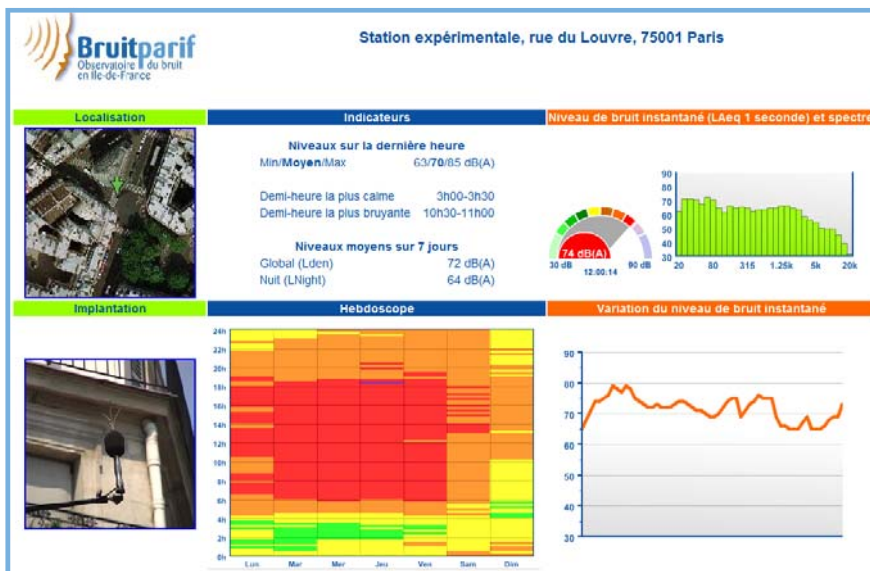 Bruitparif
Observatoire du bruit
en Ile-de-France
Station expérimentale, rue du Louvre, 75001 Paris
Localisation
Indicateurs
Niveaux sur la dernière heure
Min/Moyen/Max 63/70/85 dB(A)
Demi-heure la plus calme 3h00-3h30
Demi-heure la plus bruyante 10h30-11h00
Niveaux moyens sur 7 jours
Global (Lden) 72 dB(A)
Nuit (LNight) 64 dB(A)
Niveau de bruit instantané (LAeq 1 seconde) et spectre
74 dB(A)
30 dB 90 dB
12:00:14
90
80
70
60
50
40
30
20 80 315 1.25k 5k 20k
Implantation
Hebdoscope
24h
22h
20h
18h
16h
14h
12h
10h
8h
6h
4h
2h
0h
Lun Mar Mer Jeu Ven Sam Dim
Variation du niveau de bruit instantané
90
80
70
60
50
40
30